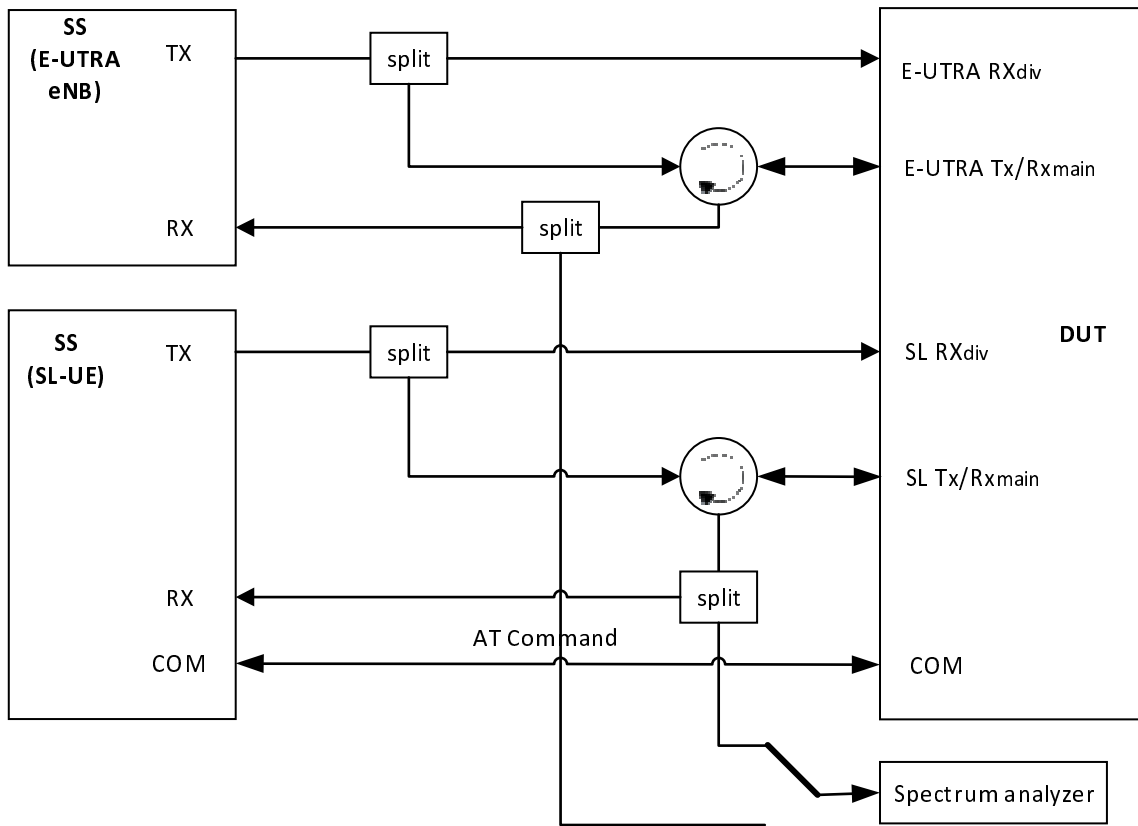 SS
(E-UTRA
eNB)
TX
RX
split
split
E-UTRA RXdiv
E-UTRA Tx/Rxmain
SS
(SL-UE)
TX
RX
COM
split
split
AT Command
SL RXdiv
DUT
SL Tx/Rxmain
COM
Spectrum analyzer